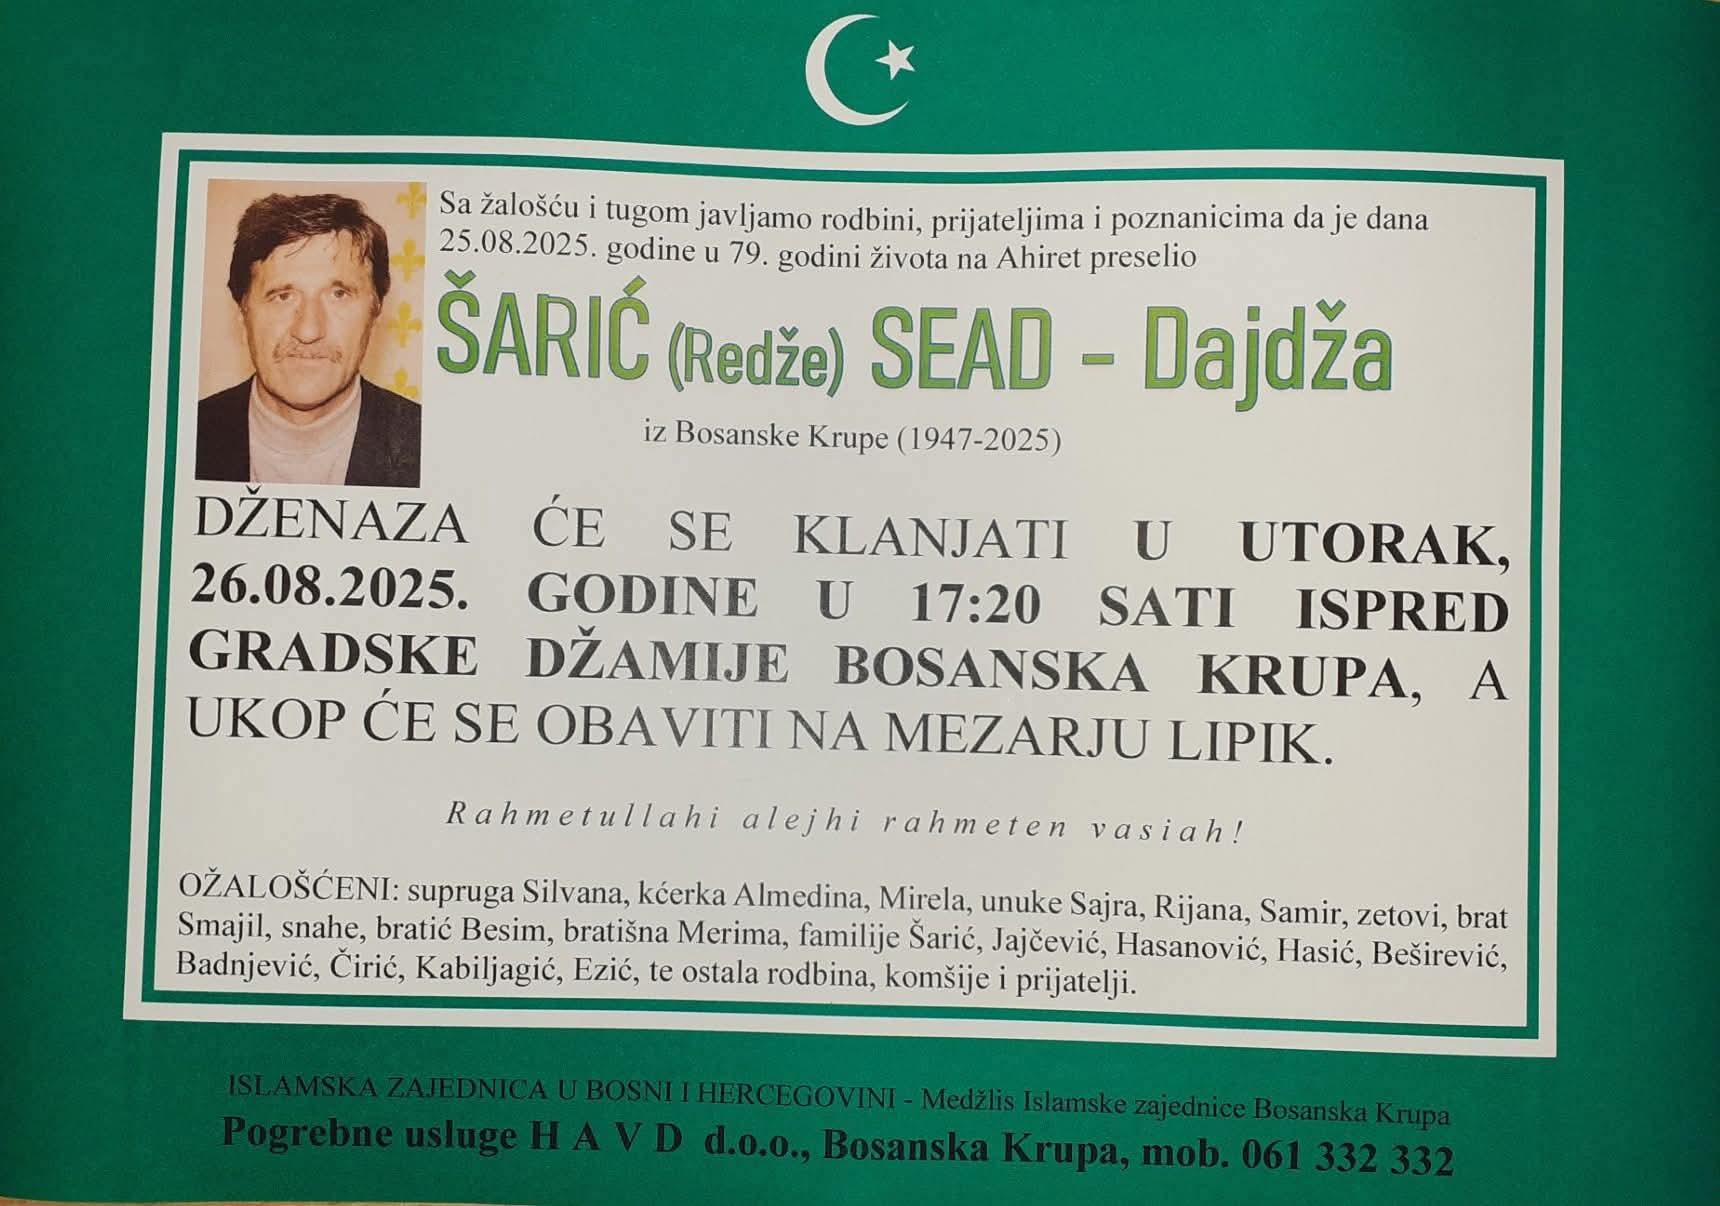 Sa žalošću i tugom javljamo rodbini, prijateljima i poznanicima da je dana
25.08.2025. godine u 79. godini života na Ahiret preselio
ŠARIĆ (Redže) SEAD - Dajdža
iz Bosanske Krupe (1947-2025)
DŽENAZA ĆE SE KLANJATI U UTORAK,
26.08.2025. GODINE U 17:20 SATI ISPRED
GRADSKE DŽAMIJE BOSANSKA KRUPA, A
UKOP ĆE SE OBAVITI NA MEZARJU LIPIK.
Rahmetullahi alejhi rahmeten vasiah!
OŽALOŠĆENI: supruga Silvana, kćerka Almedina, Mirela, unuke Sajra, Rijana, Samir, zetovi, brat
Smajil, snahe, bratić Besim, bratišna Merima, familije Šarić, Jajčević, Hasanović, Hasić, Beširević,
Badnjević, Čirić, Kabiljagić, Ezić, te ostala rodbina, komšije i prijatelji.
ISLAMSKA ZAJEDNICA U BOSNI I HERCEGOVINI - Medžlis Islamske zajednice Bosanska Krupa
Pogrebne usluge H A V D d.o.o., Bosanska Krupa, mob. 061 332 332